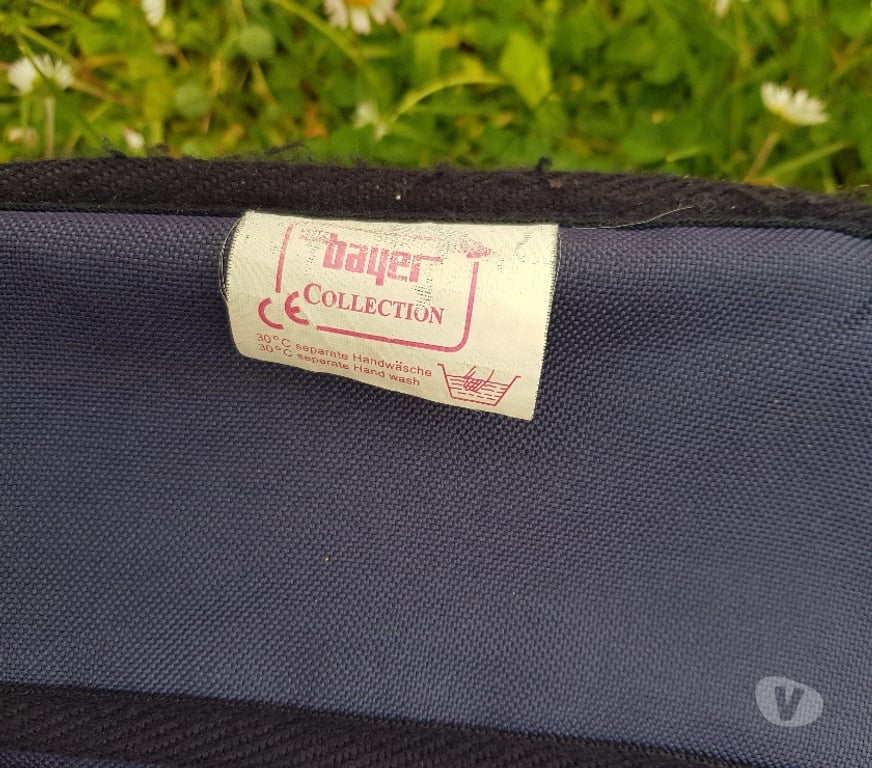 bayer
COLLECTION
CE
30°C separate Handwäsche
30°C separate Hand wash
V